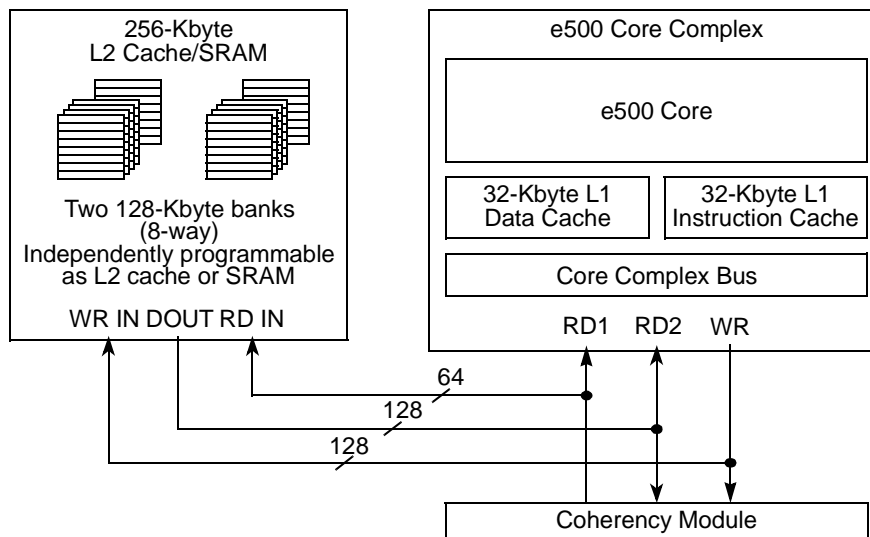 256-Kbyte
L2 Cache/SRAM
Two 128-Kbyte banks
(8-way)
Independently programmable
as L2 cache or SRAM
WR IN DOUT RD IN
e500 Core Complex
e500 Core
32-Kbyte L1
Data Cache
32-Kbyte L1
Instruction Cache
Core Complex Bus
RD1 RD2 WR
64
128
128
Coherency Module